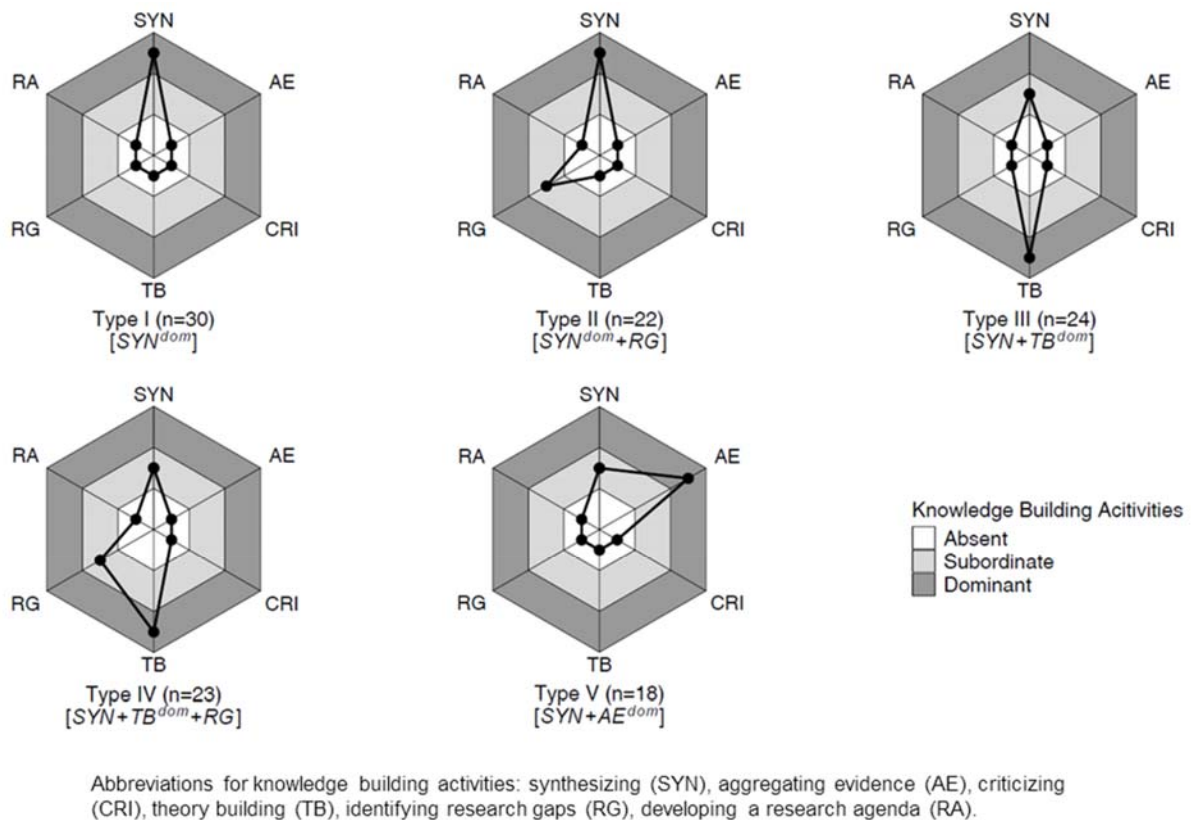 SYN
RA
AE
RG
CRI
TB
Type I (n=30)
[SYN^dom]
SYN
RA
AE
RG
CRI
TB
Type II (n=22)
[SYN^dom+RG]
SYN
RA
AE
RG
CRI
TB
Type III (n=24)
[SYN+TB^dom]
SYN
RA
AE
RG
CRI
TB
Type IV (n=23)
[SYN+TB^dom+RG]
SYN
RA
AE
RG
CRI
TB
Type V (n=18)
[SYN+AE^dom]
Knowledge Building Acitivities
Absent
Subordinate
Dominant
Abbreviations for knowledge building activities: synthesizing (SYN), aggregating evidence (AE), criticizing
(CRI), theory building (TB), identifying research gaps (RG), developing a research agenda (RA).